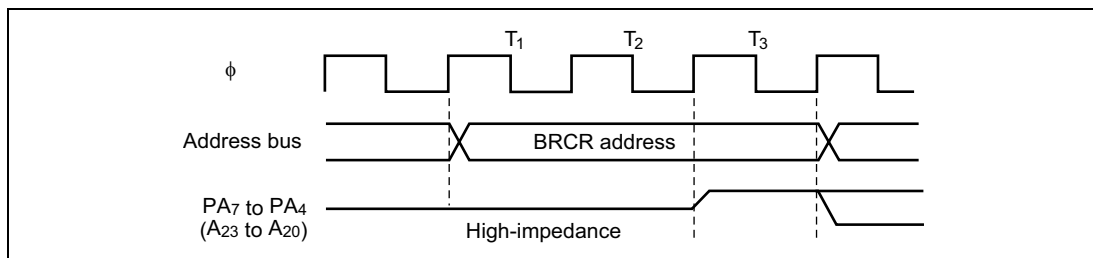 T1 T2 T3
ϕ
Address bus BRCR address
PA7 to PA4
(A23 to A20)
High-impedance